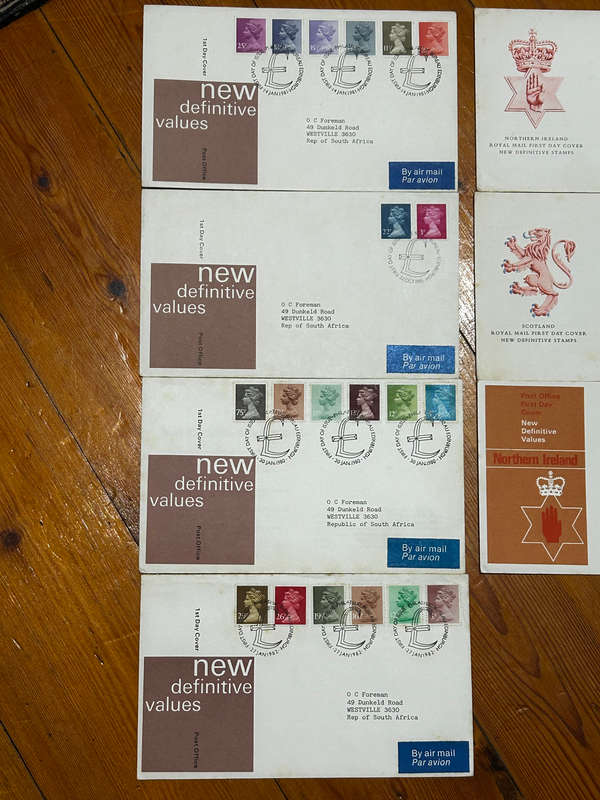 1st Day Cover
new
definitive
values
Post Office
O C Foreman
49 Dunkeld Road
WESTVILLE 3630
Rep of South Africa
By air mail
Par avion
1st Day Cover
new
definitive
values
Post Office
O C Foreman
49 Dunkeld Road
WESTVILLE 3630
Rep of South Africa
By air mail
Par avion
1st Day Cover
new
definitive
values
Post Office
O C Foreman
49 Dunkeld Road
WESTVILLE 3630
Republic of South Africa
By air mail
Par avion
1st Day Cover
new
definitive
values
Post Office
O C Foreman
49 Dunkeld Road
WESTVILLE 3630
Rep of South Africa
By air mail
Par avion
NORTHERN IRELAND
ROYAL MAIL FIRST DAY COVER
NEW DEFINITIVE STAMPS
SCOTLAND
ROYAL MAIL FIRST DAY COVER
NEW DEFINITIVE STAMPS
Post Office
First Day
Cover
New
Definitive
Values
Northern Ireland